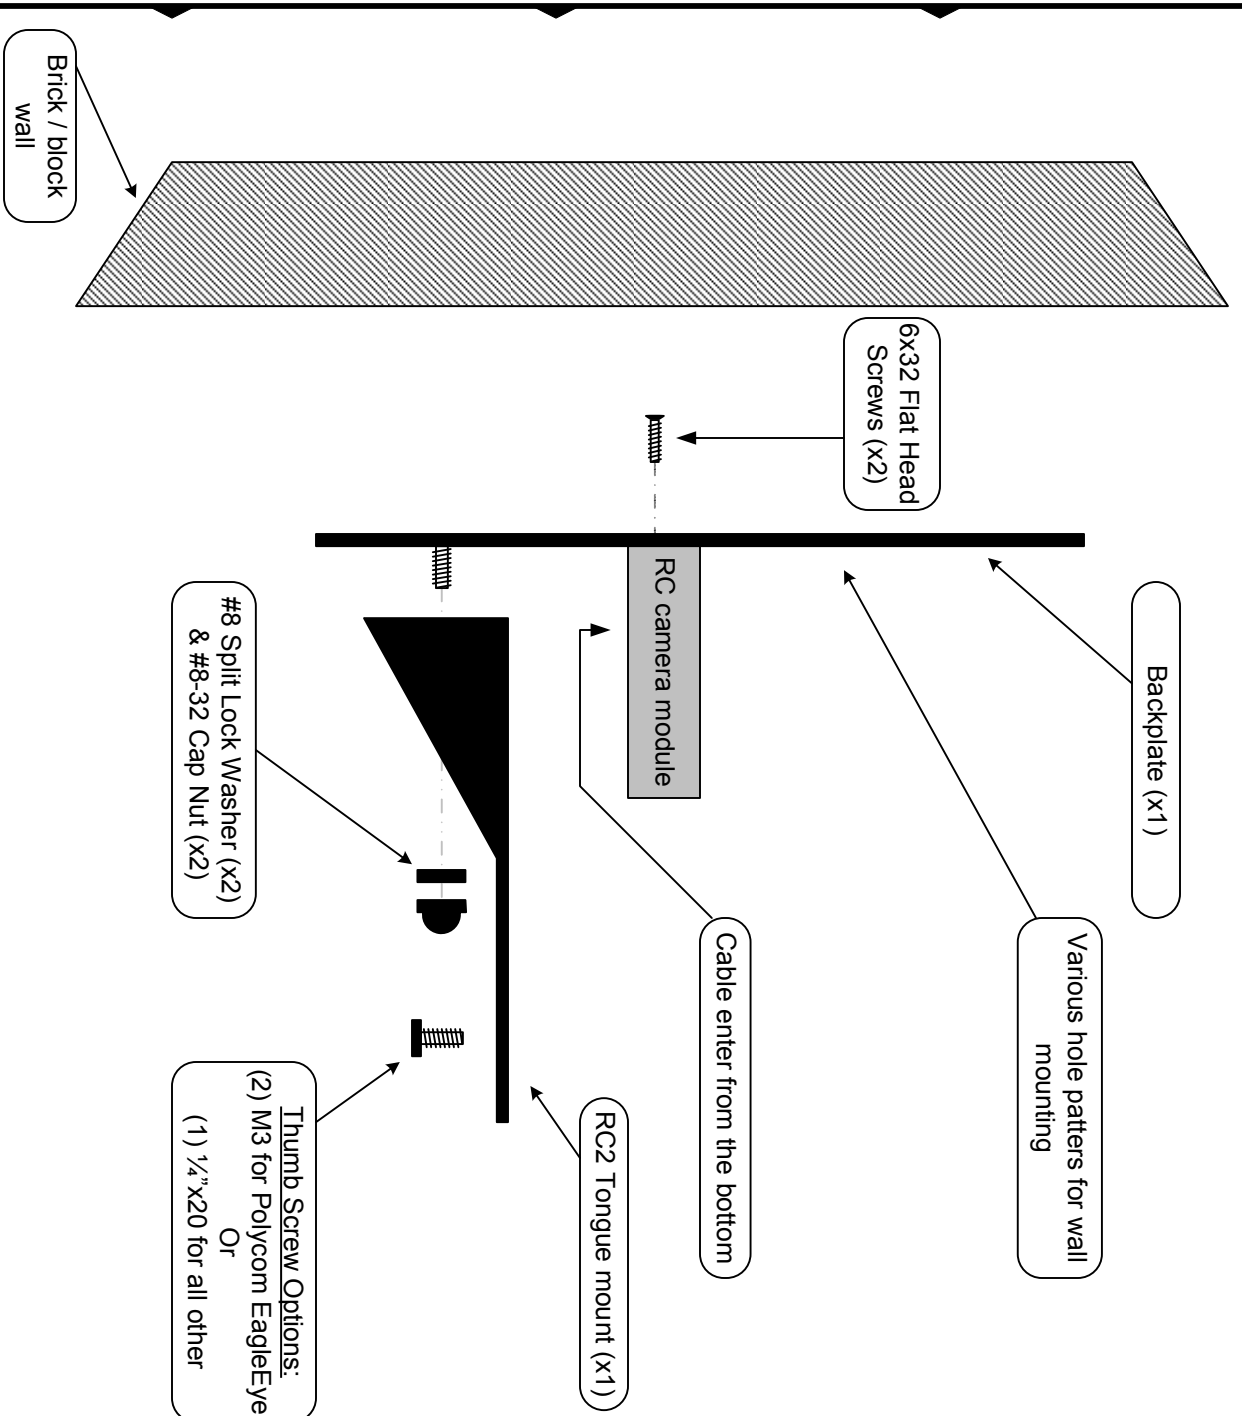 Backplate (x1)
Various hole patters for wall
mounting
6x32 Flat Head
Screws (x2)
Cable enter from the bottom
RC camera module
RC2 Tongue mount (x1)
Thumb Screw Options:
(2) M3 for Polycom EagleEye
Or
(1) ¼”x20 for all other
#8 Split Lock Washer (x2)
& #8-32 Cap Nut (x2)
Brick / block
wall